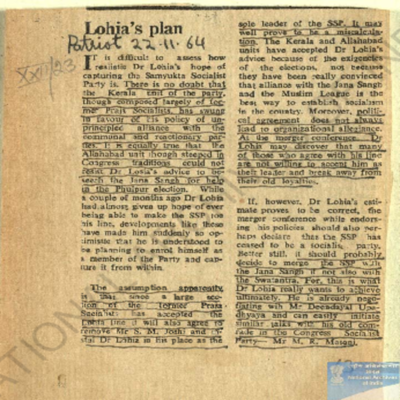 Lohia's plan
Patriot 22-11-64
IT is difficult to assess how
realistic Dr Lohia's hope of
capturing the Samyukta Socialist
Party is. There is no doubt that
the Kerala unit of the party,
though composed largely of for-
mer Praja Socialists, has swung
in favour of his policy of un-
principled alliance with the
communal and reactionary par-
ties. It is equally true that the
Allahabad unit though steeped in
Congress traditions, could not
resist Dr Lohia's advice to be-
seech the Jana Sangh for help
in the Phulpur election. While
a couple of months ago Dr Lohia
had almost given up hope of ever
being able to make the SSP toe
his line, developments like these
have made him suddenly so op-
timistic that he is understood to
be planning to enrol himself as
a member of the Party and cap-
ture it from within.
The assumption apparently
is that since a large sec-
tion of the former Praja
Socialists has accepted the
Lohia line it will also agree to
remove Mr S. M. Joshi and
instal Dr Lohia in his place as the
sole leader of the SSP. It may
well prove to be a miscalcula-
tion. The Kerala and Allahabad
units have accepted Dr Lohia's
advice because of the exigencies
of the elections, not because
they have been really convinced
that alliance with the Jana Sangh
and the Muslim League is the
best way to establish socialism
in the country. Moreover, politi-
cal agreement does not always
lead to organisational allegiance.
At the merger conference Dr
Lohia may discover that many
of those who agree with his line
are not willing to accept him as
their leader and break away from
their old loyalties.
If, however, Dr Lohia's esti-
mate proves to be correct, the
merger conference while endors-
ing his policies should also per-
haps declare that the SSP has
ceased to be a socialist party.
Better still, it should probably
decide to merge the SSP with
the Jana Sangh if not also with
the Swatantra. For, this is what
Dr Lohia really wants to achieve
ultimately. He is already nego-
tiating with Mr Deendayal Upa-
dhyaya and can easily initiate
similar talks with his old com-
rade in the Congress Socialist
Party— Mr M. R. Masani.